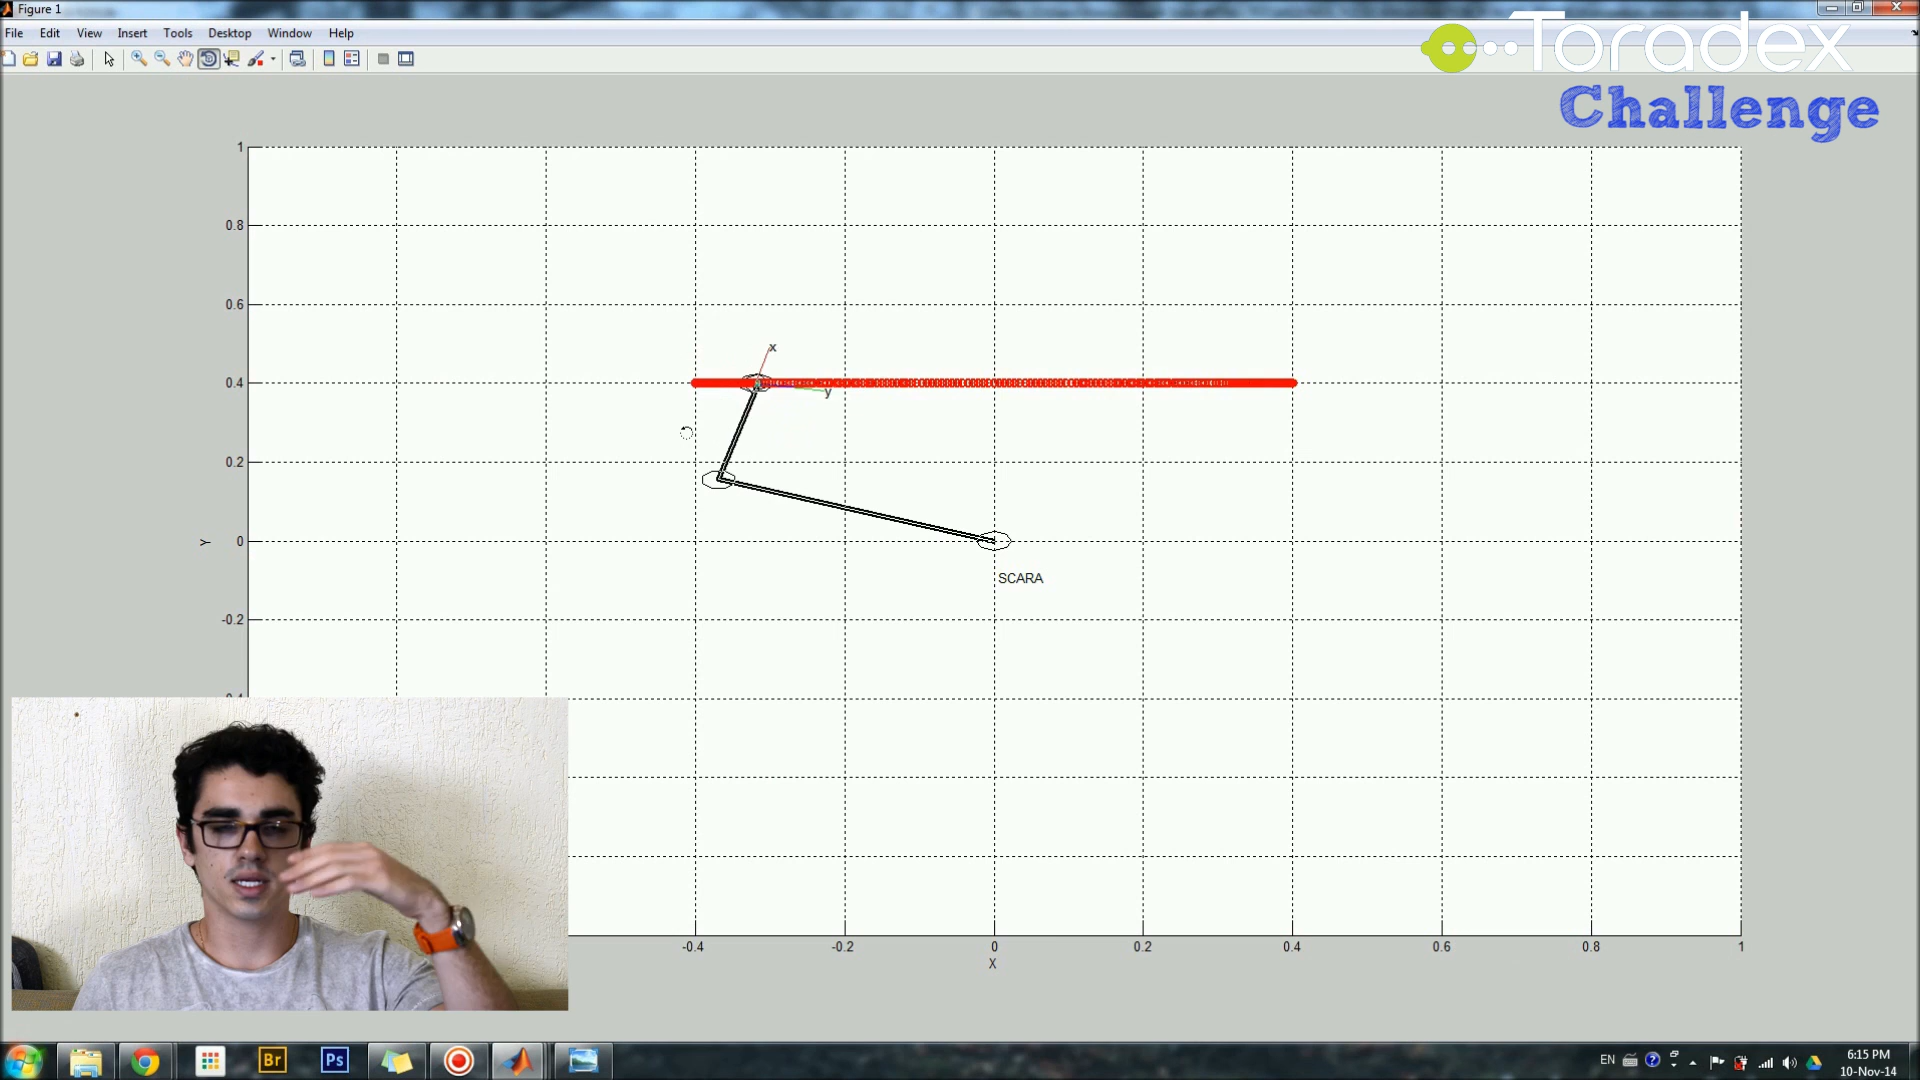 Figure 1
File Edit View Insert Tools Desktop Window Help
Toradex
Challenge
1
0.8
0.6
x
0.4
y
0.2
Y
0
SCARA
-0.2
-0.4 -0.2 0 0.2 0.4 0.6 0.8 1
X
Br Ps
EN
6:15 PM
10-Nov-14